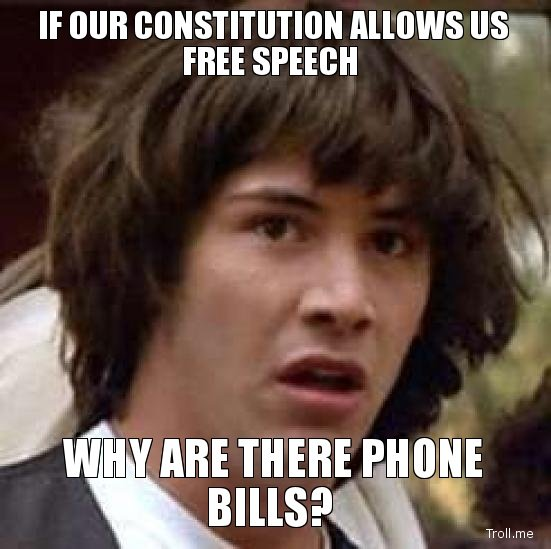 IF OUR CONSTITUTION ALLOWS US
FREE SPEECH
WHY ARE THERE PHONE
BILLS?
Troll.me